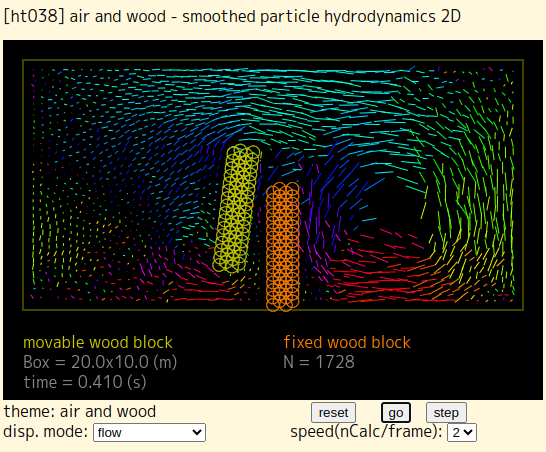 [ht038] air and wood - smoothed particle hydrodynamics 2D
movable wood block fixed wood block
Box = 20.0x10.0 (m) N = 1728
time = 0.410 (s)
theme: air and wood reset go step
disp. mode: flow speed(nCalc/frame): 2